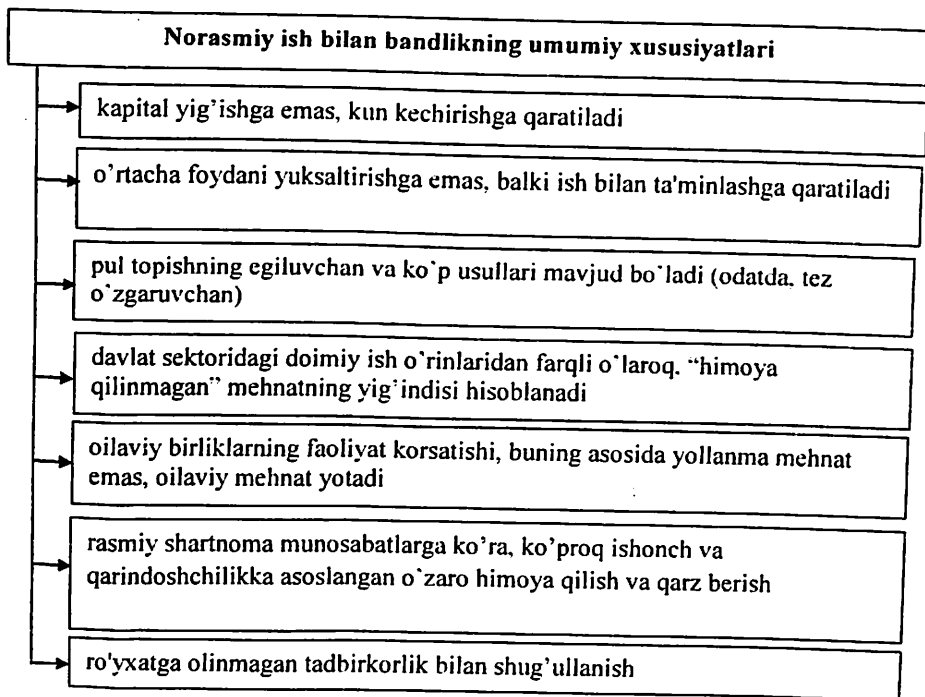 Norasmiy ish bilan bandlikning umumiy xususiyatlari
kapital yig’ishga emas, kun kechirishga qaratiladi
o’rtacha foydani yuksaltirishga emas, balki ish bilan ta'minlashga qaratiladi
pul topishning egiluvchan va ko`p usullari mavjud bo`ladi (odatda, tez
o`zgaruvchan)
davlat sektoridagi doimiy ish o`rinlaridan farqli o`laroq. “himoya
qilinmagan” mehnatning yig’indisi hisoblanadi
oilaviy birliklarning faoliyat korsatishi, buning asosida yollanma mehnat
emas, oilaviy mehnat yotadi
rasmiy shartnoma munosabatlarga ko’ra, ko’proq ishonch va
qarindoshchilikka asoslangan o`zaro himoya qilish va qarz berish
ro'yxatga olinmagan tadbirkorlik bilan shug’ullanish